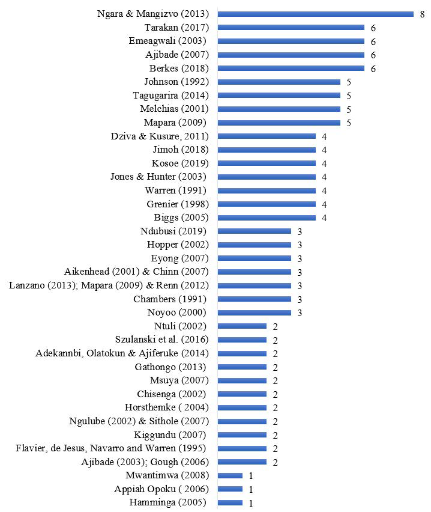 Ngara & Mangizvo (2013) 8
Tarakan (2017) 6
Emeagwali (2003) 6
Ajibade (2007) 6
Berkes (2018) 6
Johnson (1992) 5
Tagugarira (2014) 5
Melchias (2001) 5
Mapara (2009) 5
Dziva & Kusure, 2011) 4
Jimoh (2018) 4
Kosoe (2019) 4
Jones & Hunter (2003) 4
Warren (1991) 4
Grenier (1998) 4
Biggs (2005) 4
Ndubusi (2019) 3
Hopper (2002) 3
Eyong (2007) 3
Aikenhead (2001) & Chinn (2007) 3
Lanzano (2013); Mapara (2009) & Renn (2012) 3
Chambers (1991) 3
Noyoo (2000) 3
Ntuli (2002) 2
Szulanski et al. (2016) 2
Adekannbi, Olatokun & Ajiferuke (2014) 2
Gathongo (2013) 2
Msuya (2007) 2
Chisenga (2002) 2
Horsthemke ( 2004) 2
Ngulube (2002) & Sithole (2007) 2
Kiggundu (2007) 2
Flavier, de Jesus, Navarro and Warren (1995) 2
Ajibade (2003); Gough (2006) 2
Mwantimwa (2008) 1
Appiah Opoku ( 2006) 1
Hamminga (2005) 1